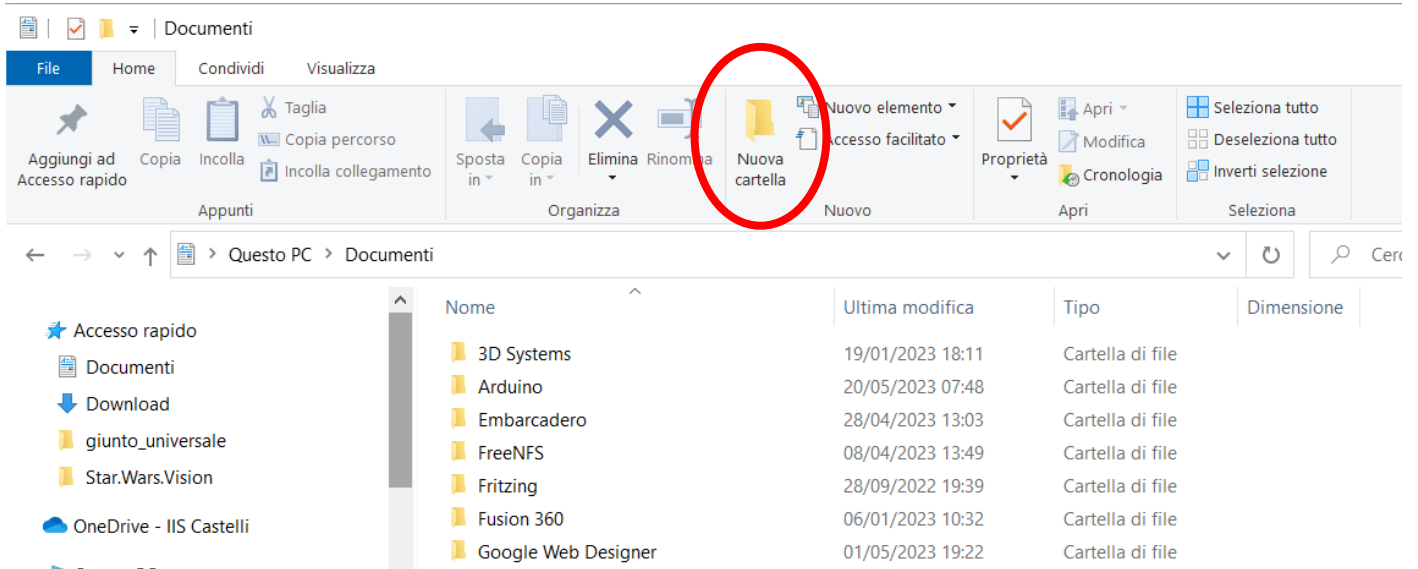 Documenti
File Home Condividi Visualizza
Aggiungi ad
Accesso rapido
Copia
Incolla
Taglia
Copia percorso
Incolla collegamento
Appunti
Sposta
in
Copia
in
Elimina
Rinomina
Organizza
Nuova
cartella
Nuovo elemento
Accesso facilitato
Nuovo
Proprietà
Apri
Modifica
Cronologia
Apri
Seleziona tutto
Deseleziona tutto
Inverti selezione
Seleziona
Questo PC > Documenti
Accesso rapido
Documenti
Download
giunto_universale
Star.Wars.Vision
OneDrive - IIS Castelli
Nome Ultima modifica Tipo Dimensione
3D Systems 19/01/2023 18:11 Cartella di file
Arduino 20/05/2023 07:48 Cartella di file
Embarcadero 28/04/2023 13:03 Cartella di file
FreeNFS 08/04/2023 13:49 Cartella di file
Fritzing 28/09/2022 19:39 Cartella di file
Fusion 360 06/01/2023 10:32 Cartella di file
Google Web Designer 01/05/2023 19:22 Cartella di file